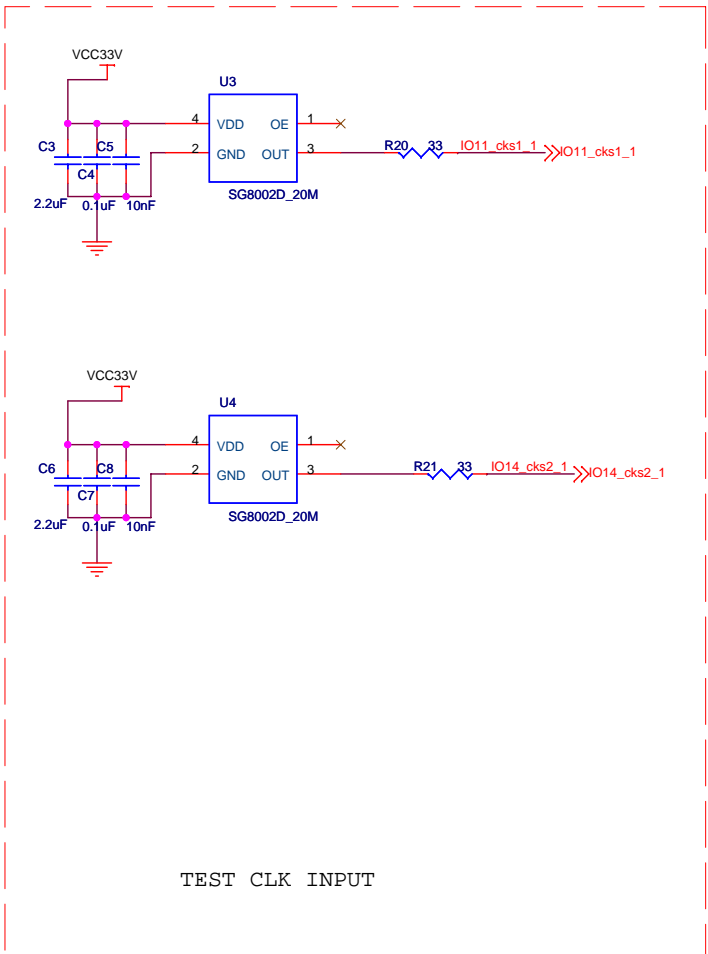 VCC33V
U3
4 VDD OE 1
C3 C5
2 GND OUT 3 R20 33 IO11_cks1_1 IO11_cks1_1
C4
2.2uF 0.1uF 10nF SG8002D_20M
VCC33V
U4
4 VDD OE 1
C6 C8
2 GND OUT 3 R21 33 IO14_cks2_1 IO14_cks2_1
C7
2.2uF 0.1uF 10nF SG8002D_20M
TEST CLK INPUT